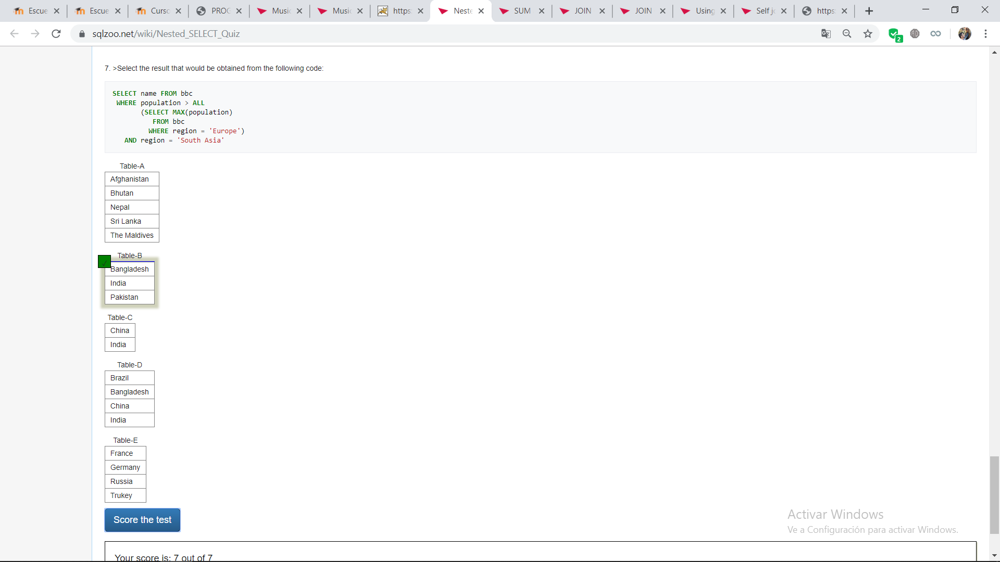 Escue
Escue
Curso
PROG
Music
Music
https:
Neste
SUM
JOIN
JOIN
Using
Self jo
https:
sqlzoo.net/wiki/Nested_SELECT_Quiz
2
7. >Select the result that would be obtained from the following code:
SELECT name FROM bbc
WHERE population > ALL
(SELECT MAX(population)
FROM bbc
WHERE region = 'Europe')
AND region = 'South Asia'
Table-A
Afghanistan
Bhutan
Nepal
Sri Lanka
The Maldives
Table-B
Bangladesh
India
Pakistan
Table-C
China
India
Table-D
Brazil
Bangladesh
China
India
Table-E
France
Germany
Russia
Trukey
Score the test
Activar Windows
Ve a Configuración para activar Windows.
Your score is: 7 out of 7